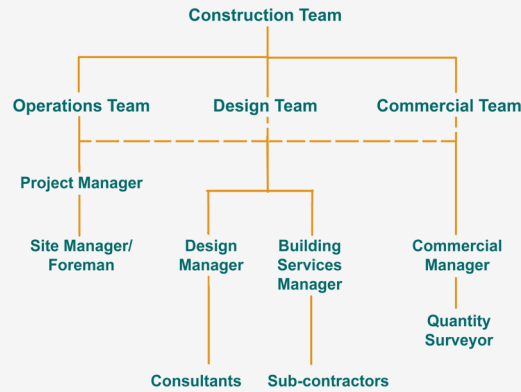 Construction Team
Operations Team
Design Team
Commercial Team
Project Manager
Site Manager/
Foreman
Design
Manager
Building
Services
Manager
Commercial
Manager
Quantity
Surveyor
Consultants
Sub-contractors